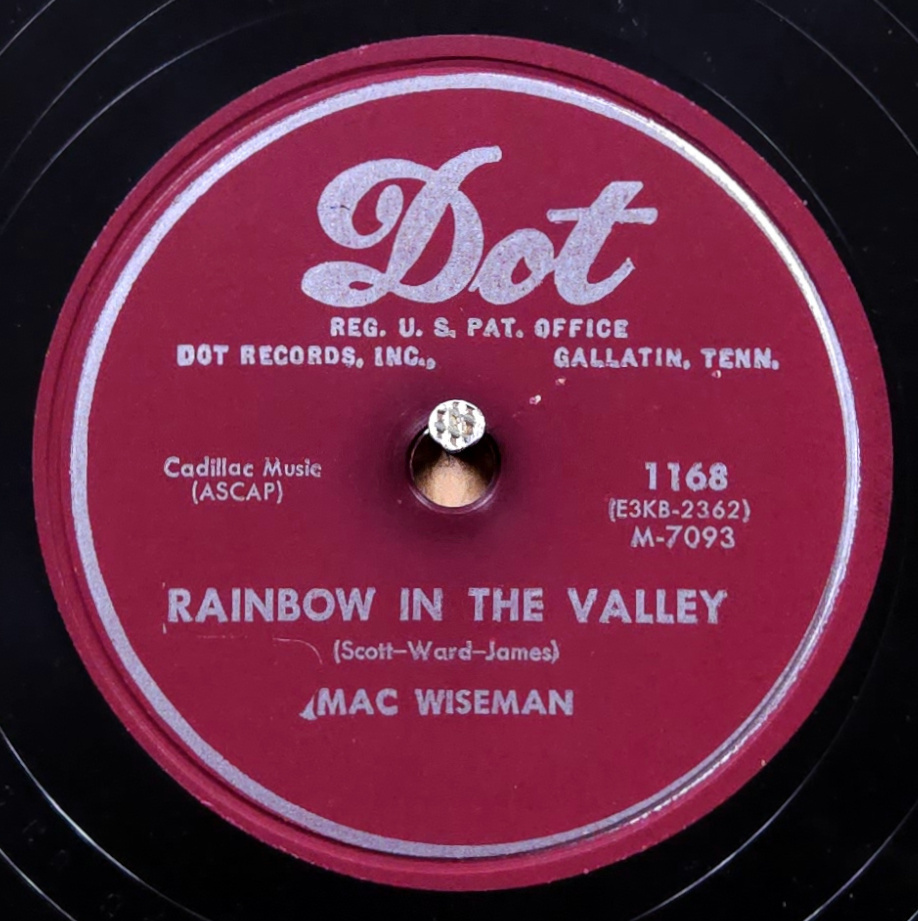 Dot
REG. U. S. PAT. OFFICE
DOT RECORDS, INC., GALLATIN, TENN.
Cadillac Music
(ASCAP)
1168
(E3KB-2362)
M-7093
RAINBOW IN THE VALLEY
(Scott-Ward-James)
MAC WISEMAN